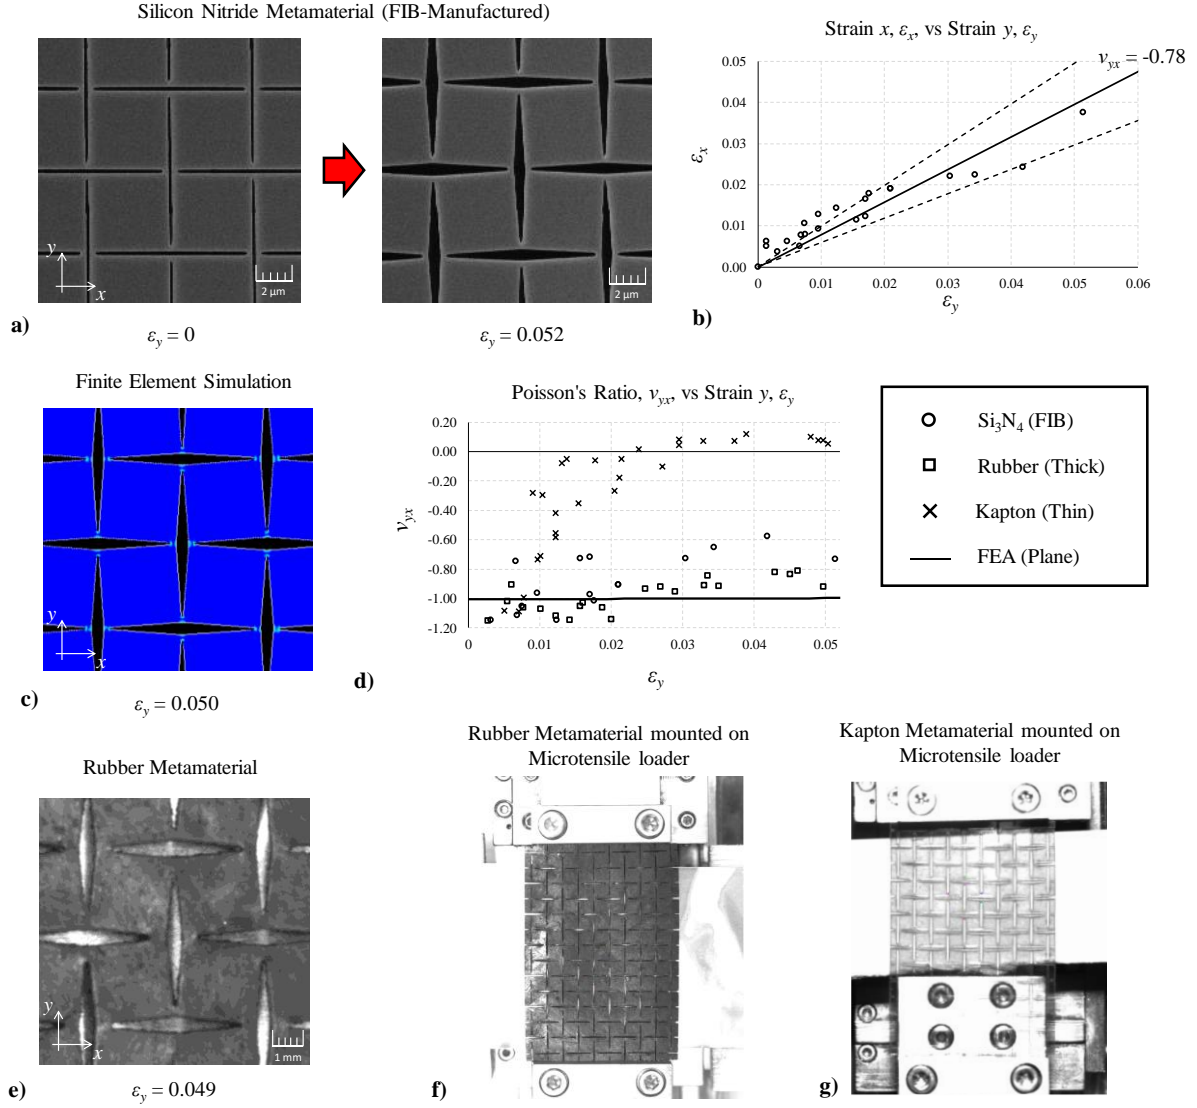 Silicon Nitride Metamaterial (FIB-Manufactured)
y
x
2 µm
2 µm
a)
εy = 0
εy = 0.052
Strain x, εx, vs Strain y, εy
νyx = -0.78
0.05
0.04
0.03
0.02
0.01
0.00
εx
0
0.01
0.02
0.03
0.04
0.05
0.06
εy
b)
Finite Element Simulation
y
x
c)
εy = 0.050
Poisson's Ratio, νyx, vs Strain y, εy
0.20
0.00
-0.20
-0.40
-0.60
-0.80
-1.00
-1.20
νyx
0
0.01
0.02
0.03
0.04
0.05
εy
d)
Si3N4 (FIB)
Rubber (Thick)
Kapton (Thin)
FEA (Plane)
Rubber Metamaterial
y
x
1 mm
e)
εy = 0.049
Rubber Metamaterial mounted on
Microtensile loader
f)
Kapton Metamaterial mounted on
Microtensile loader
g)